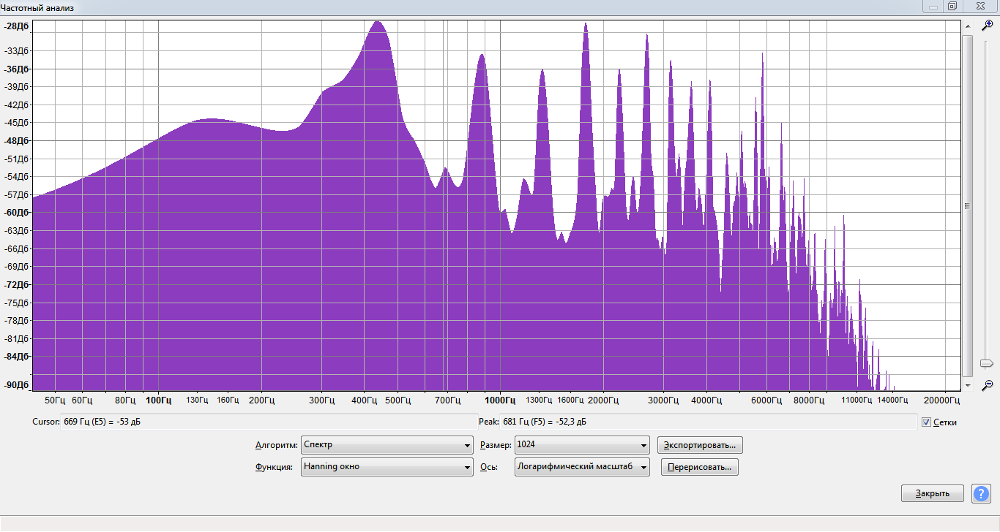 Частотный анализ
-28Дб
-33Дб
-36Дб
-39Дб
-42Дб
-45Дб
-48Дб
-51Дб
-54Дб
-57Дб
-60Дб
-63Дб
-66Дб
-69Дб
-72Дб
-75Дб
-78Дб
-81Дб
-84Дб
-90Дб
50Гц 60Гц 80Гц 100Гц 130Гц 160Гц 200Гц 300Гц 400Гц 500Гц 700Гц 1000Гц 1300Гц 1600Гц 2000Гц 3000Гц 4000Гц 6000Гц 8000Гц 11000Гц 14000Гц 20000Гц
Cursor: 669 Гц (E5) = -53 дБ Peak: 681 Гц (F5) = -52,3 дБ Сетки
Алгоритм: Спектр Размер: 1024 Экспортировать...
Функция: Hanning окно Ось: Логарифмический масштаб Перерисовать...
Закрыть ?